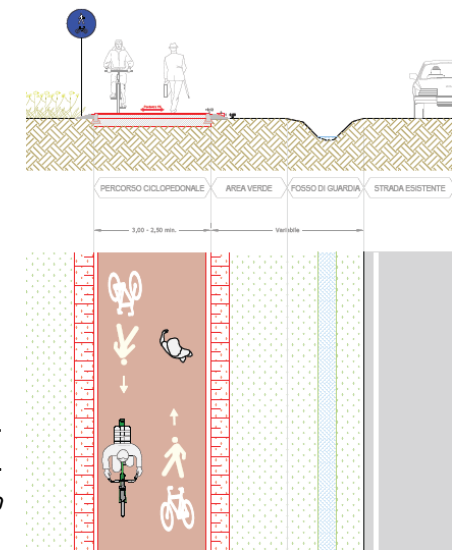 PERCORSO CICLOPEDONALE
AREA VERDE
FOSSO DI GUARDIA
STRADA ESISTENTE
3,00 - 2,50 min.
Variabile